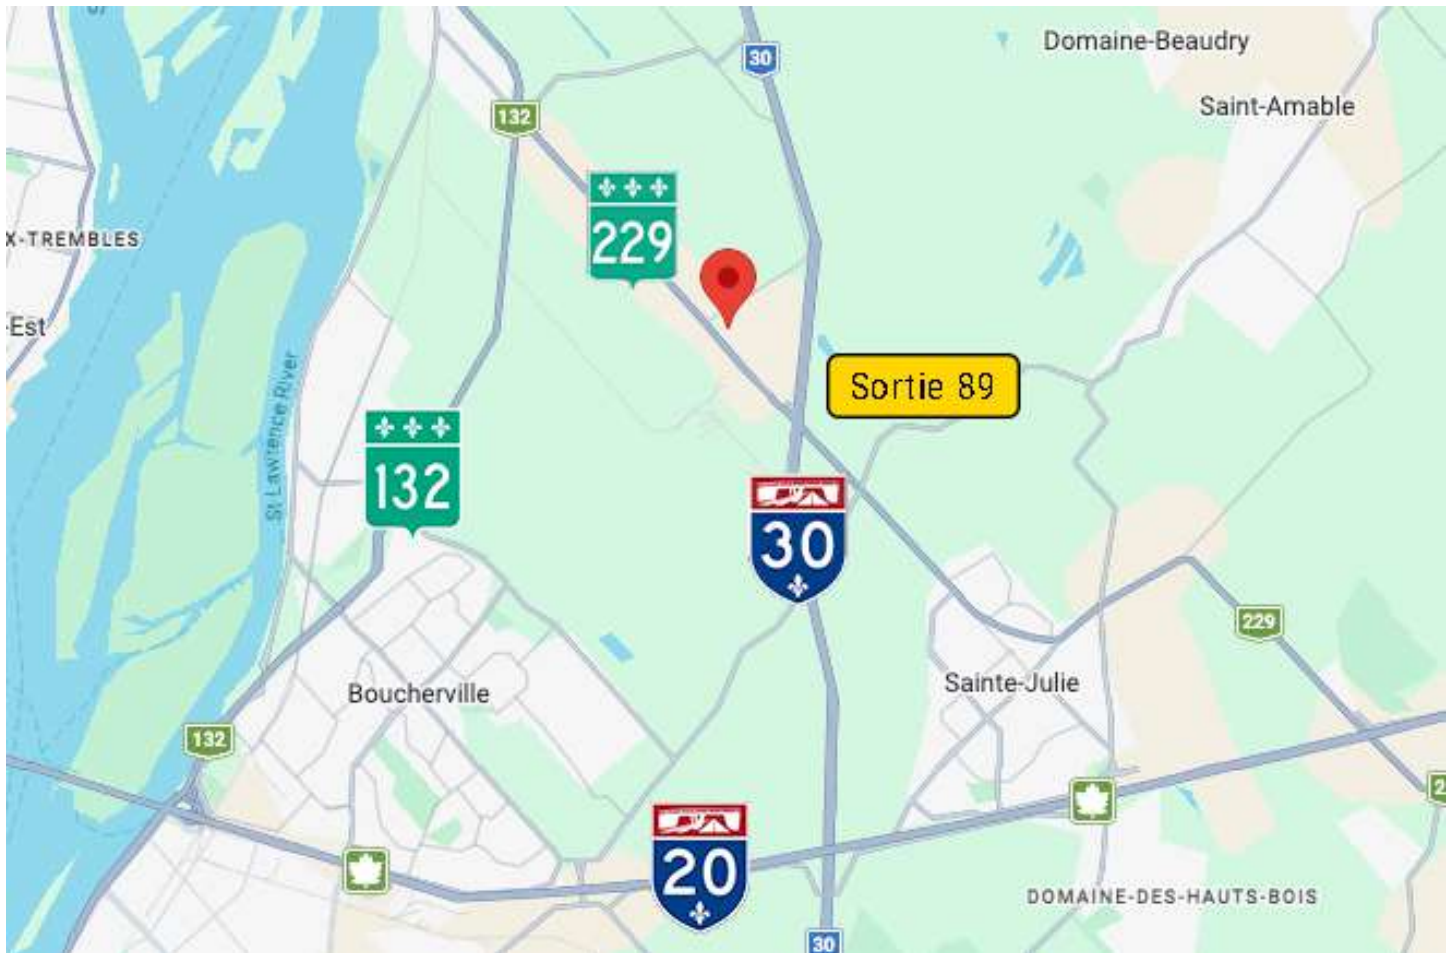 30
Domaine-Beaudry
Saint-Amable
132
229
X-TREMBLES
-Est
Sortie 89
St Lawrence River
132
30
229
Sainte-Julie
Boucherville
132
2
20
DOMAINE-DES-HAUTS-BOIS
30